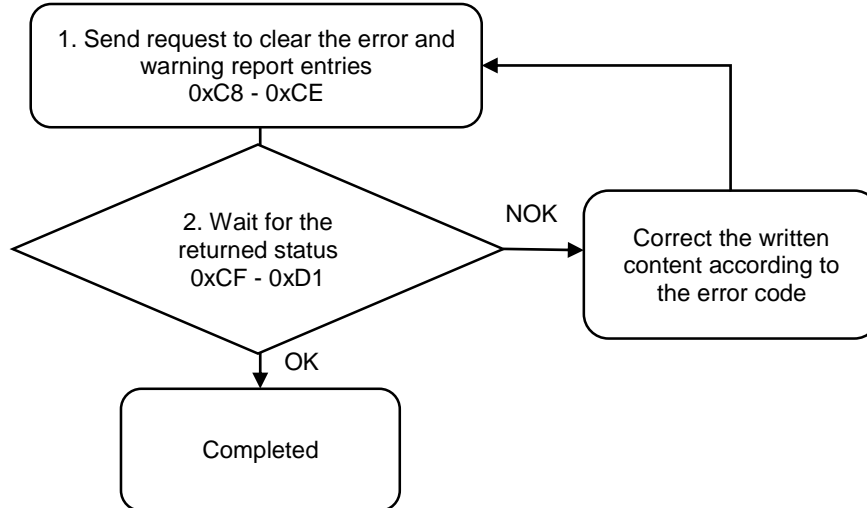 1. Send request to clear the error and
warning report entries
0xC8 - 0xCE
2. Wait for the
returned status
0xCF - 0xD1
NOK
Correct the written
content according to
the error code
OK
Completed